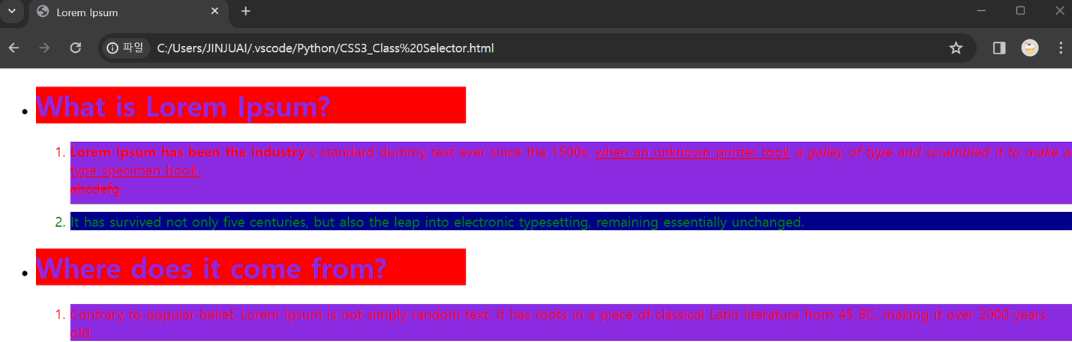 Lorem Ipsum
파일 C:/Users/JINJUAI/.vscode/Python/CSS3_Class%20Selector.html
What is Lorem Ipsum?
1. Lorem Ipsum has been the industry's standard dummy text ever since the 1500s, when an unknown printer took a galley of type and scrambled it to make a
type specimen book.
abcdefg
2. It has survived not only five centuries, but also the leap into electronic typesetting, remaining essentially unchanged.
Where does it come from?
1. Contrary to popular belief, Lorem Ipsum is not simply random text. It has roots in a piece of classical Latin literature from 45 BC, making it over 2000 years
old.